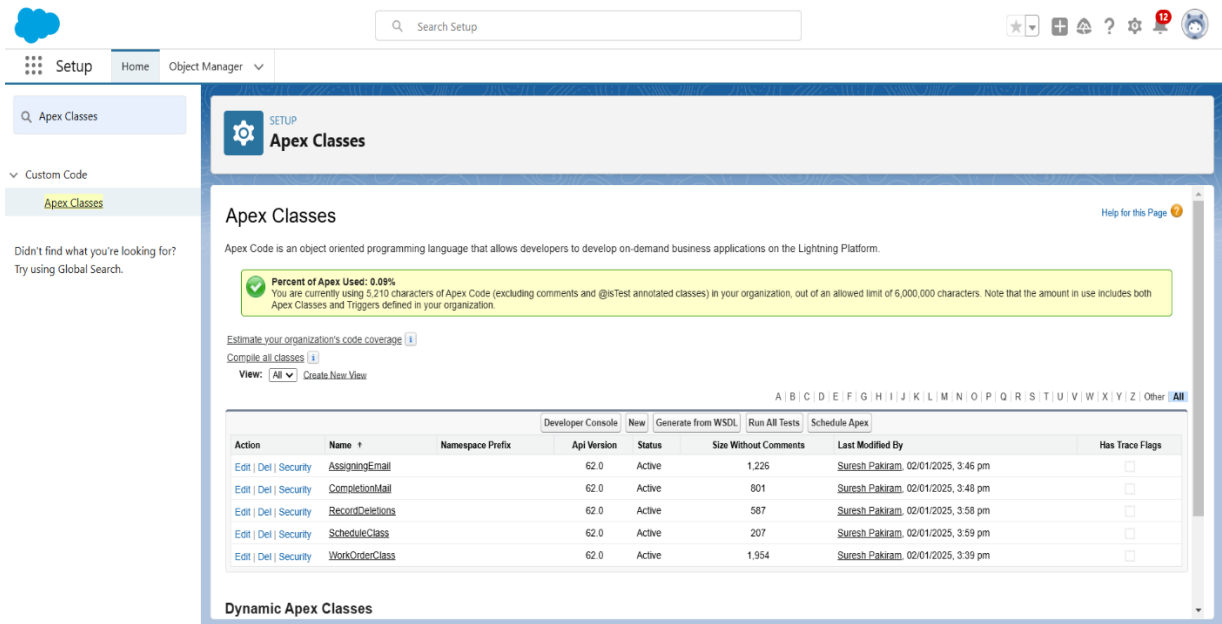 Search Setup
12
Setup Home Object Manager
Apex Classes
Custom Code
Apex Classes
Didn't find what you're looking for?
Try using Global Search.
SETUP
Apex Classes
Apex Classes
Help for this Page
Apex Code is an object oriented programming language that allows developers to develop on-demand business applications on the Lightning Platform.
Percent of Apex Used: 0.09%
You are currently using 5,210 characters of Apex Code (excluding comments and @isTest annotated classes) in your organization, out of an allowed limit of 6,000,000 characters. Note that the amount in use includes both
Apex Classes and Triggers defined in your organization.
Estimate your organization's code coverage i
Compile all classes i
View: All Create New View
A | B | C | D | E | F | G | H | I | J | K | L | M | N | O | P | Q | R | S | T | U | V | W | X | Y | Z | Other All
Developer Console New Generate from WSDL Run All Tests Schedule Apex
Action Name ↑ Namespace Prefix Api Version Status Size Without Comments Last Modified By Has Trace Flags
Edit | Del | Security AssigningEmail 62.0 Active 1,226 Suresh Pakiram, 02/01/2025, 3:46 pm
Edit | Del | Security CompletionMail 62.0 Active 801 Suresh Pakiram, 02/01/2025, 3:48 pm
Edit | Del | Security RecordDeletions 62.0 Active 587 Suresh Pakiram, 02/01/2025, 3:58 pm
Edit | Del | Security ScheduleClass 62.0 Active 207 Suresh Pakiram, 02/01/2025, 3:59 pm
Edit | Del | Security WorkOrderClass 62.0 Active 1,954 Suresh Pakiram, 02/01/2025, 3:39 pm
Dynamic Apex Classes